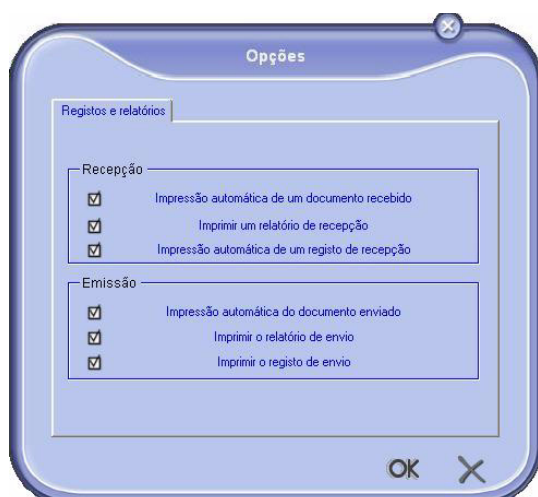 Opções
Registos e relatórios
Recepção
Impressão automática de um documento recebido
Imprimir um relatório de recepção
Impressão automática de um registo de recepção
Emissão
Impressão automática do documento enviado
Imprimir o relatório de envio
Imprimir o registo de envio
OK